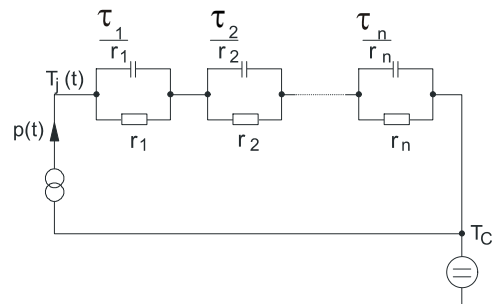 τ1 τ2 τn
r1 r2 rn
Tj(t)
r1 r2 rn
p(t)
TC